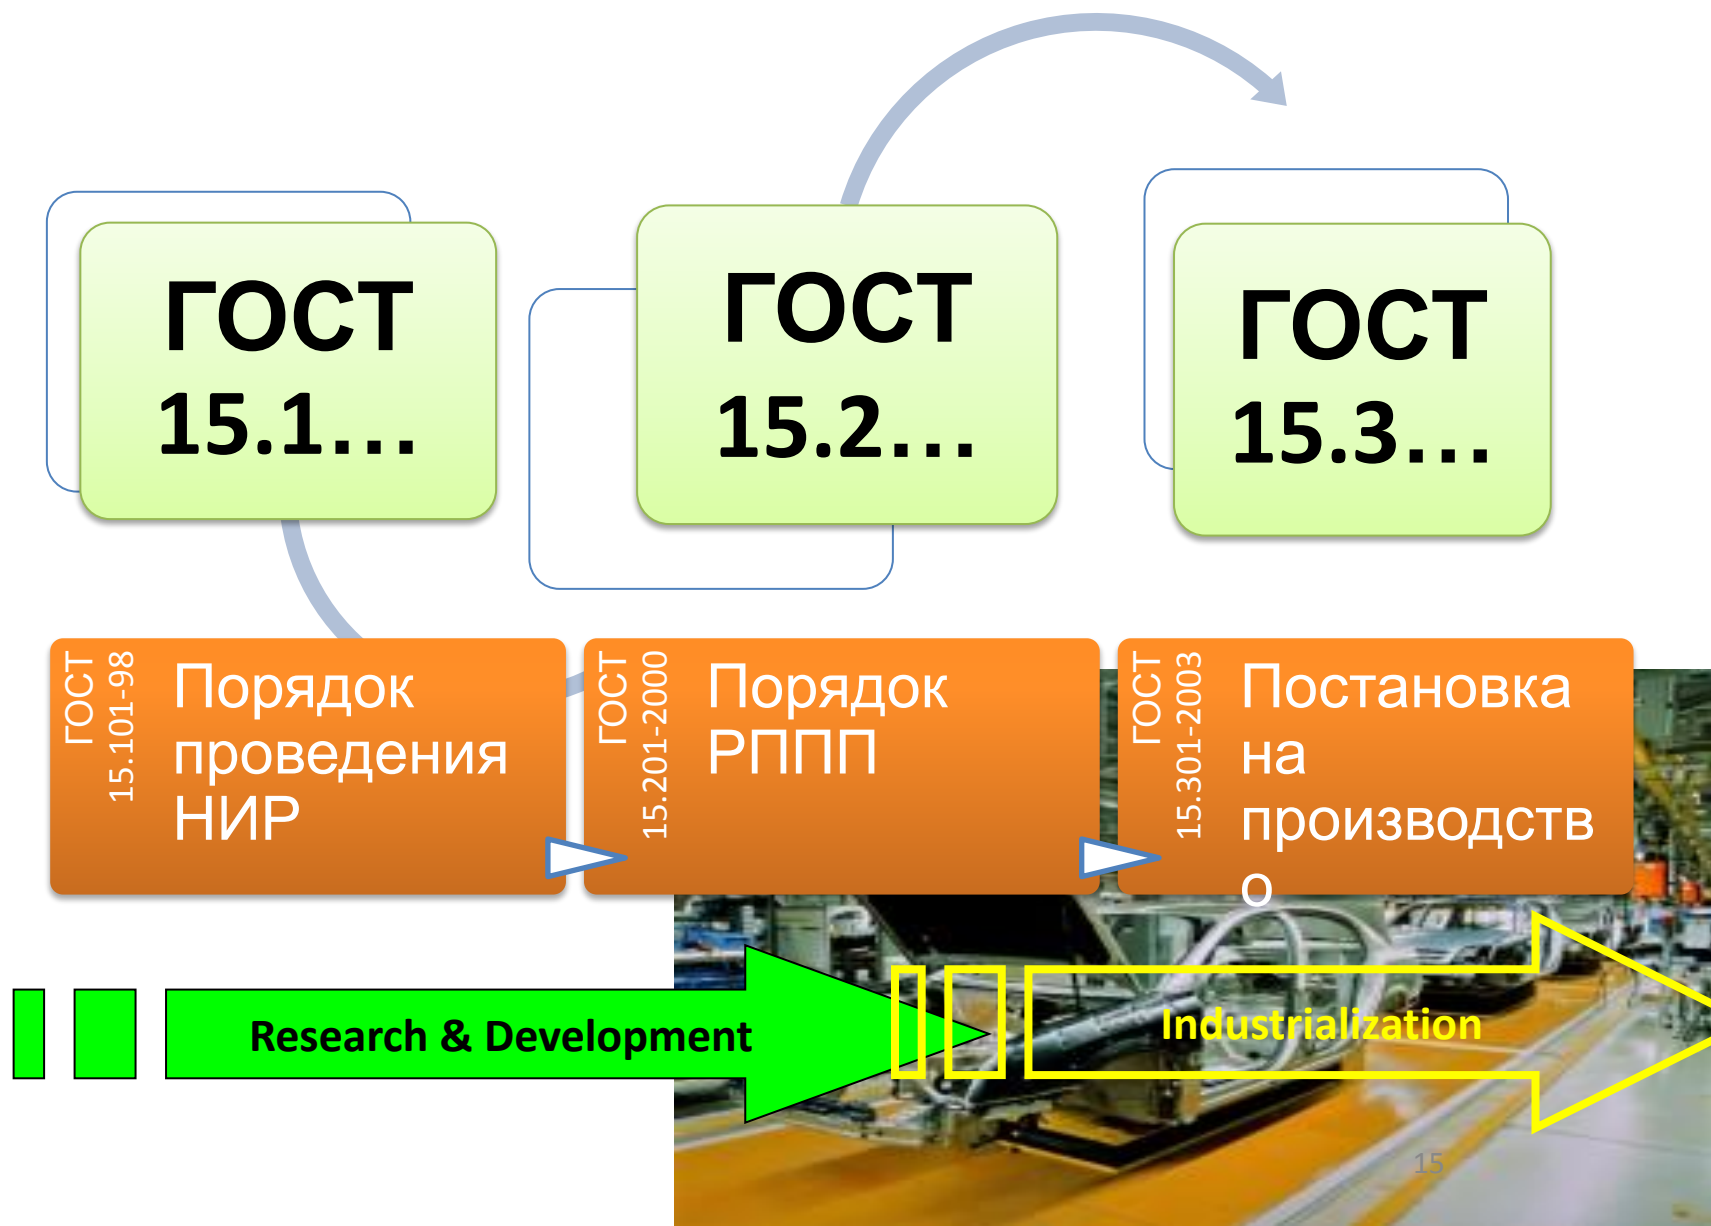 ГОСТ
15.1…
ГОСТ
15.2…
ГОСТ
15.3…
ГОСТ
15.101-98
Порядок
проведения
НИР
ГОСТ
15.201-2000
Порядок
РППП
ГОСТ
15.301-2003
Постановка
на
производств
о
Research & Development
Industrialization
15